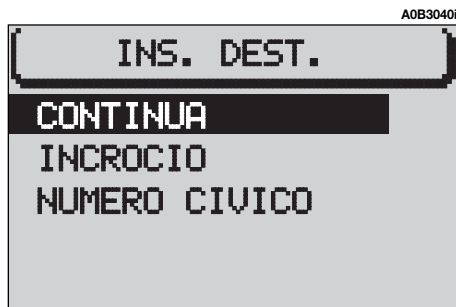 A0B3040i
INS. DEST.
CONTINUA
INCROCIO
NUMERO CIVICO